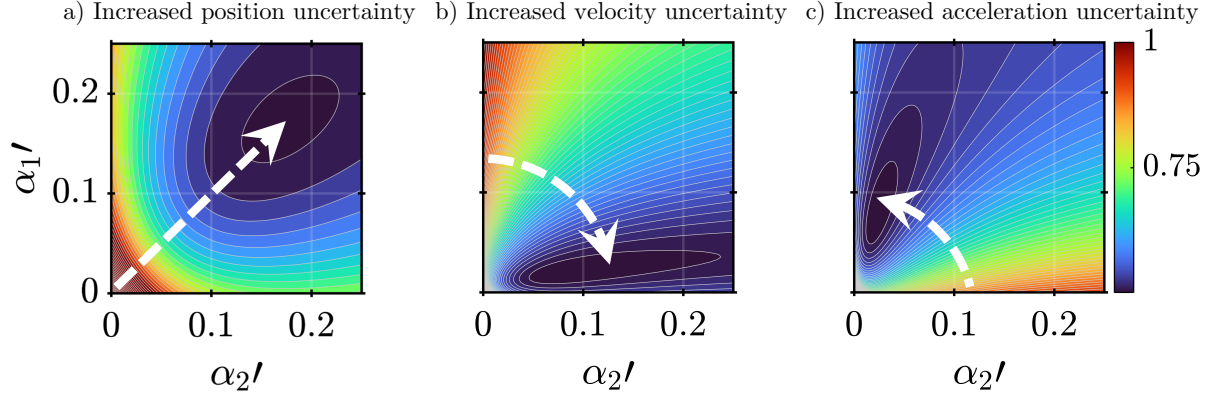 a) Increased position uncertainty
b) Increased velocity uncertainty
c) Increased acceleration uncertainty
α₁′
0.2
0.1
0
0 0.1 0.2
α₂′
0 0.1 0.2
α₂′
0 0.1 0.2
α₂′
1
0.75